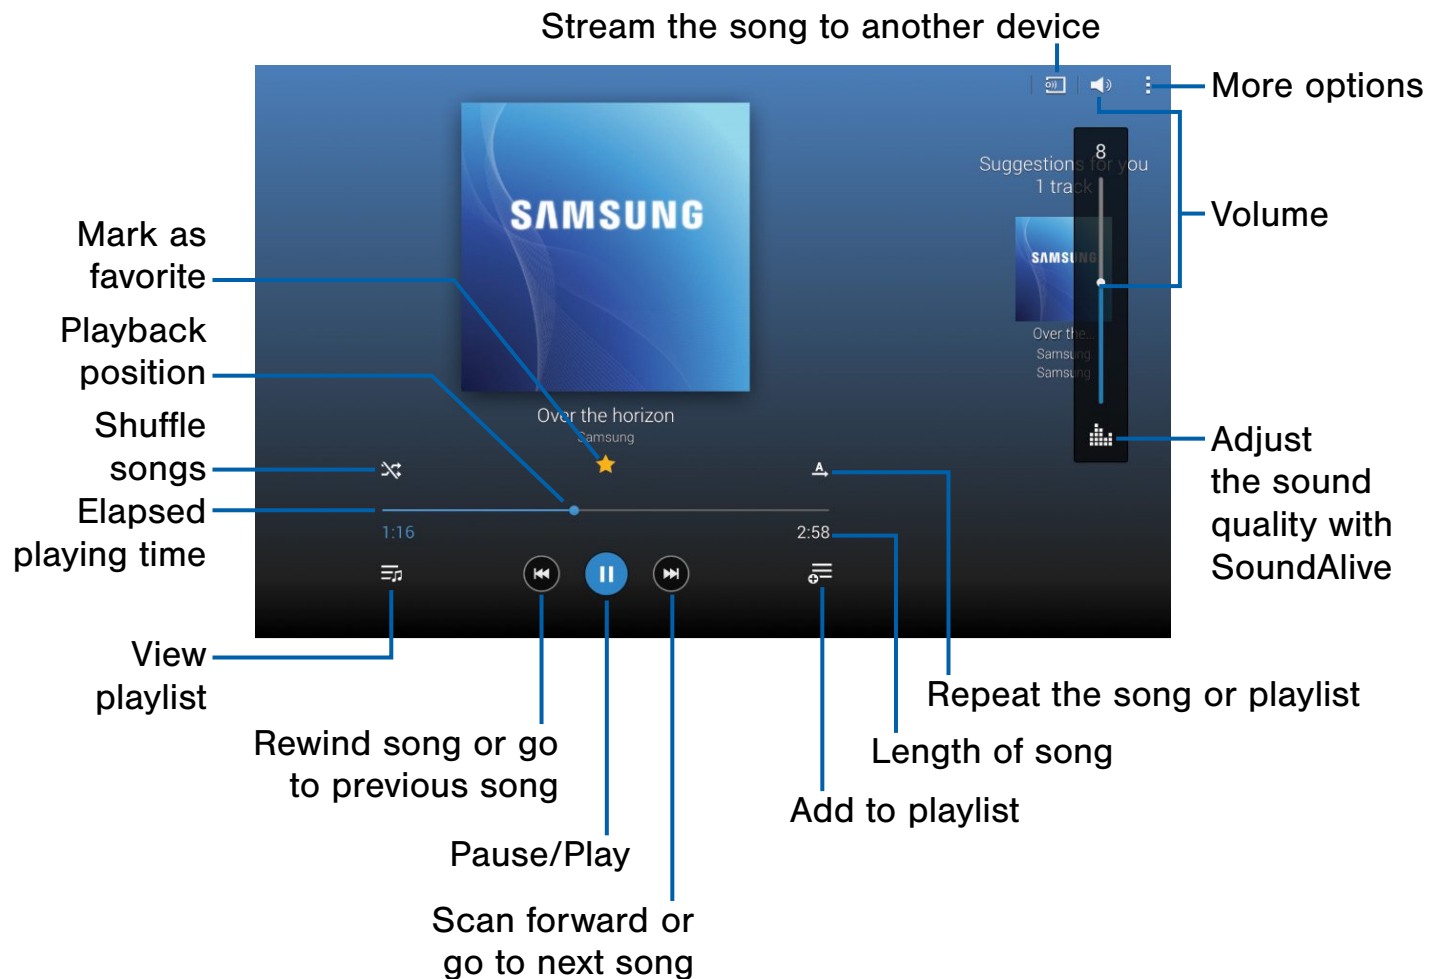 Stream the song to another device
More options
8
Suggestions for you
1 track
Volume
SAMSUNG
SAMSUNG
Mark as
favorite
Over the...
Samsung
Samsung
Playback
position
Over the horizon
Samsung
Shuffle
songs
A
Adjust
the sound
quality with
SoundAlive
Elapsed
playing time
1:16
2:58
View
playlist
Repeat the song or playlist
Rewind song or go
to previous song
Length of song
Add to playlist
Pause/Play
Scan forward or
go to next song